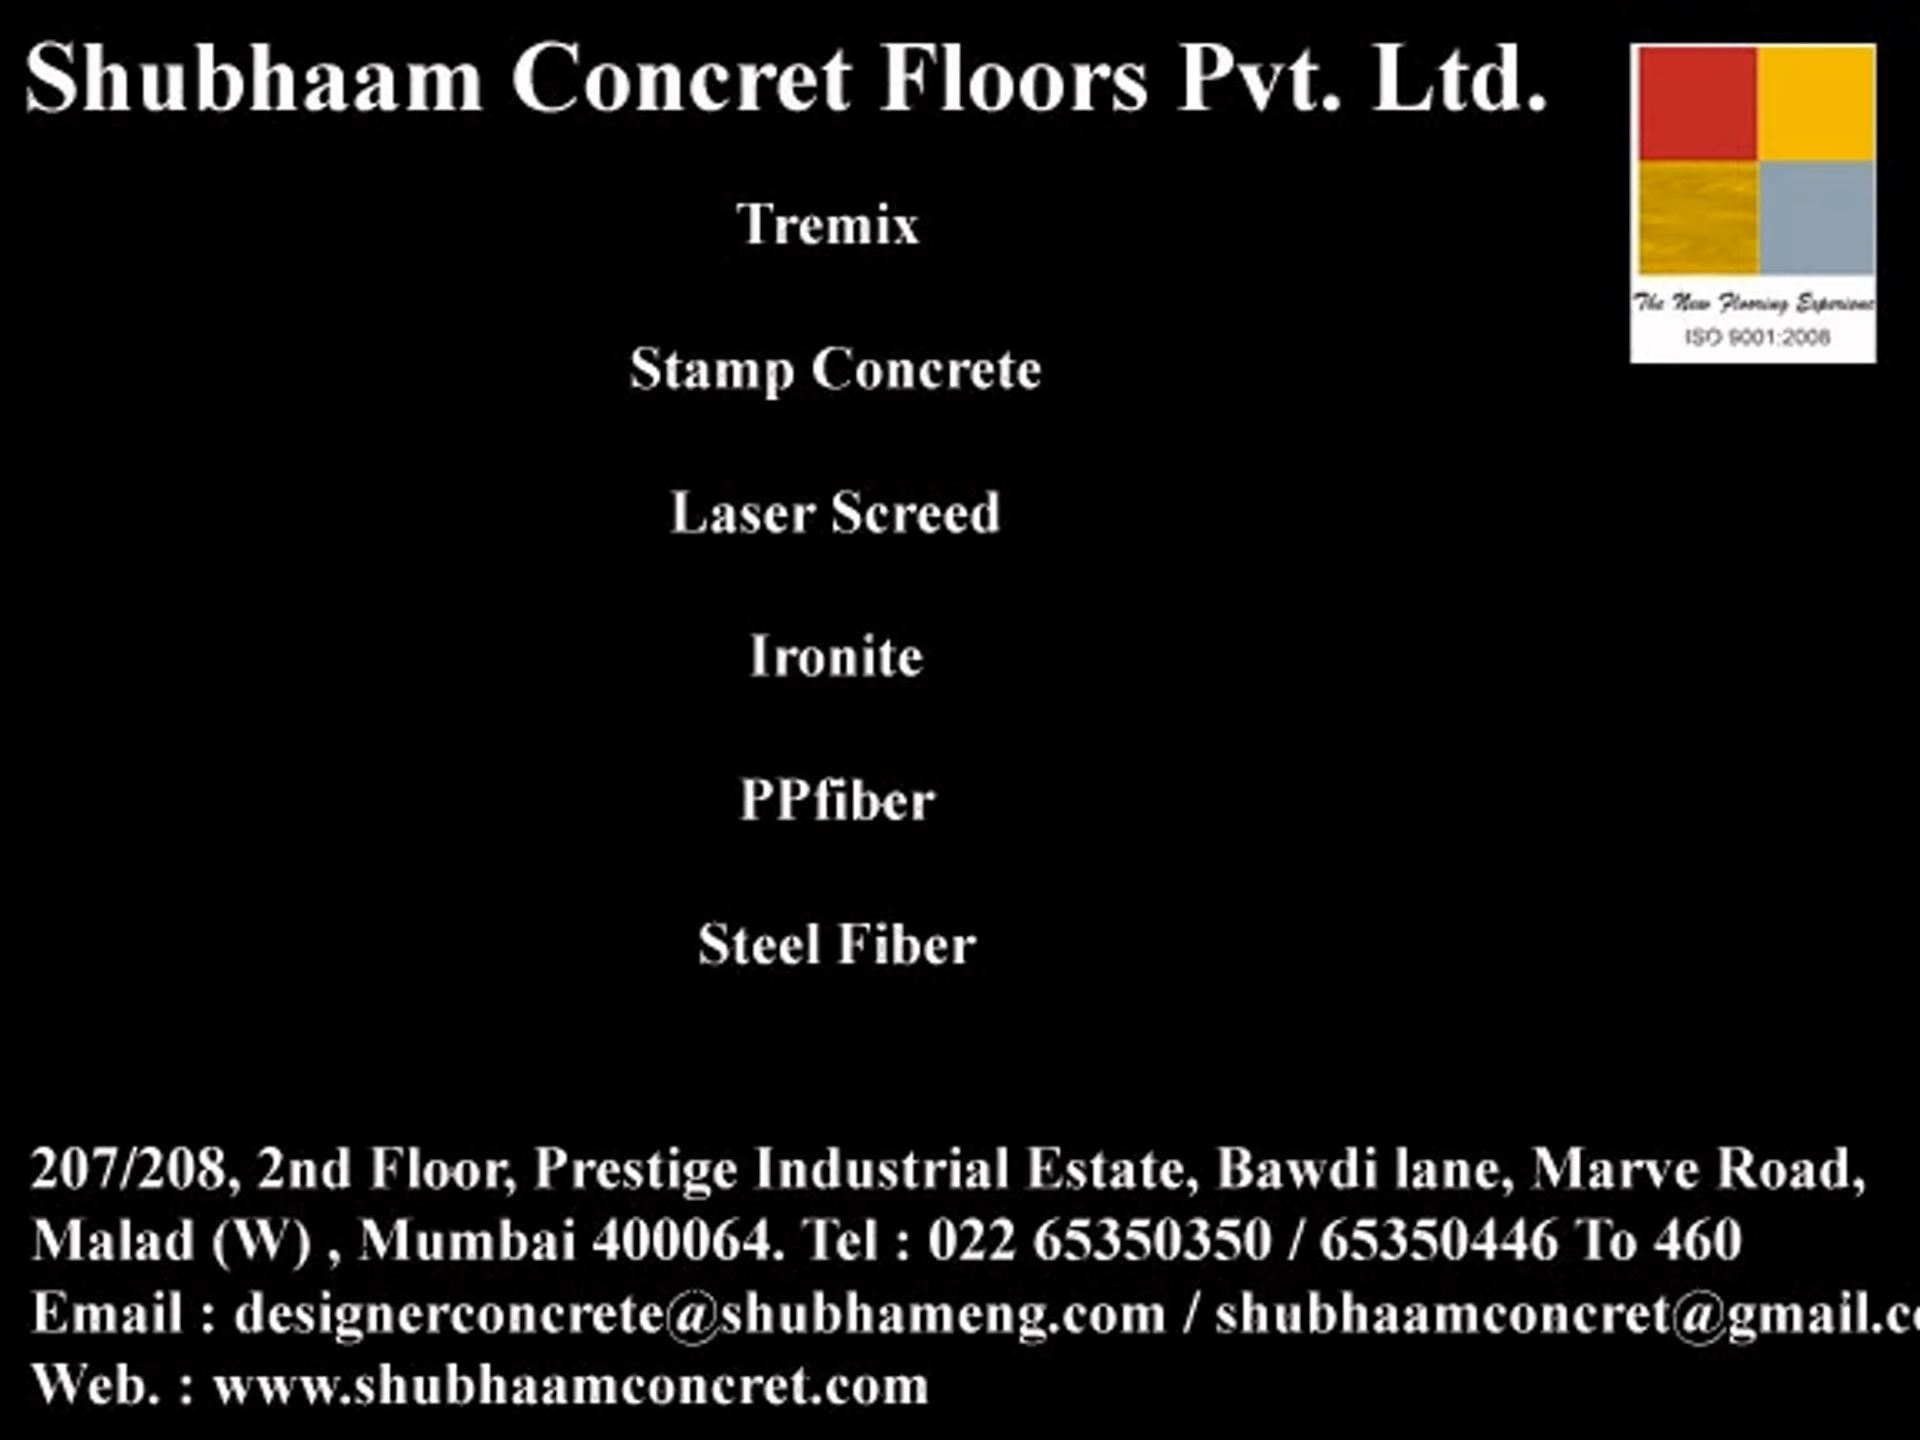 Shubhaam Concret Floors Pvt. Ltd.
The New Flooring Experienc
ISO 9001:2008
Tremix
Stamp Concrete
Laser Screed
Ironite
PPfiber
Steel Fiber
207/208, 2nd Floor, Prestige Industrial Estate, Bawdi lane, Marve Road,
Malad (W) , Mumbai 400064. Tel : 022 65350350 / 65350446 To 460
Email : designerconcrete@shubhameng.com / shubhaamconcret@gmail.c
Web. : www.shubhaamconcret.com